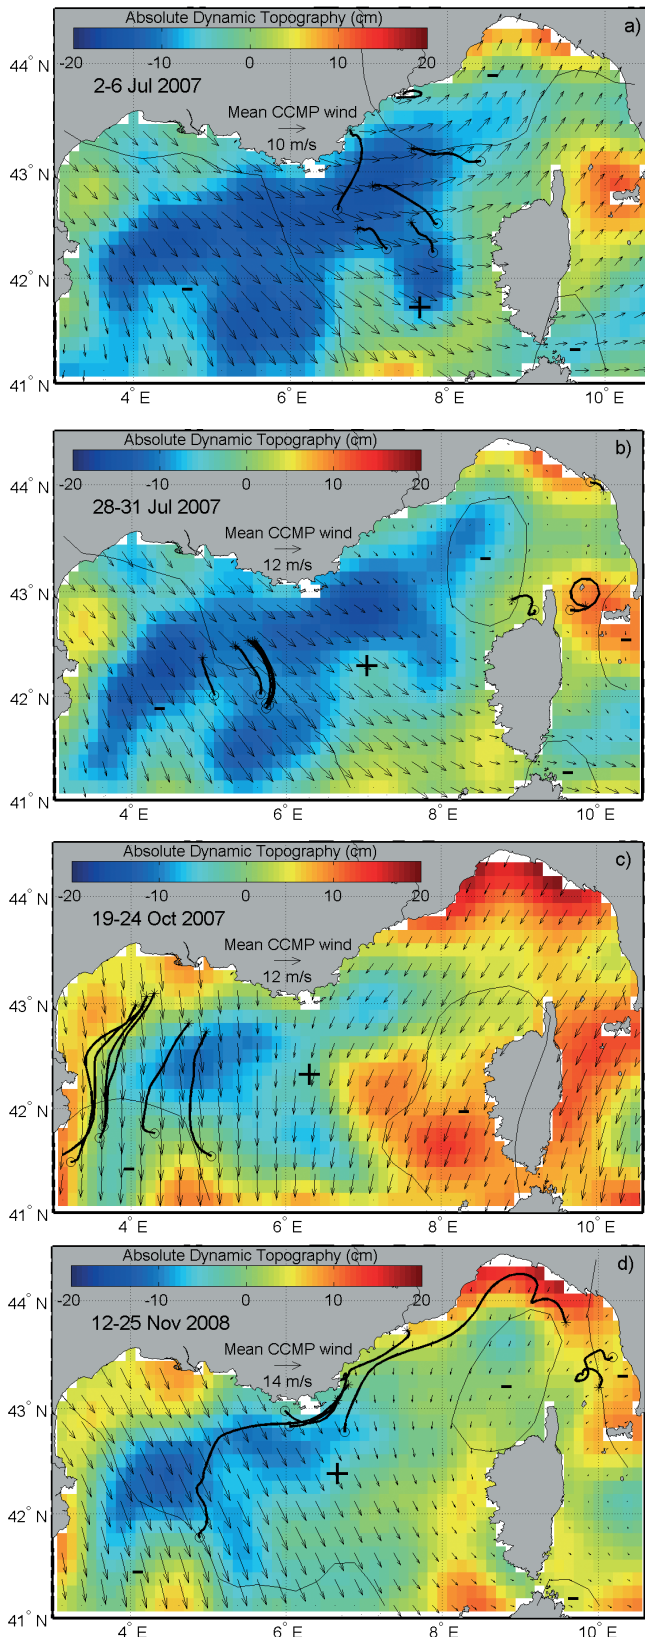 a)
Absolute Dynamic Topography (cm)
-20 -10 0 10 20
44° N
2-6 Jul 2007
Mean CCMP wind
10 m/s
43° N
42° N
41° N
4° E 6° E 8° E 10° E
b)
Absolute Dynamic Topography (cm)
-20 -10 0 10 20
44° N
28-31 Jul 2007
Mean CCMP wind
12 m/s
43° N
42° N
41° N
4° E 6° E 8° E 10° E
c)
Absolute Dynamic Topography (cm)
-20 -10 0 10 20
44° N
19-24 Oct 2007
Mean CCMP wind
12 m/s
43° N
42° N
41° N
4° E 6° E 8° E 10° E
d)
Absolute Dynamic Topography (cm)
-20 -10 0 10 20
44° N
12-25 Nov 2008
Mean CCMP wind
14 m/s
43° N
42° N
41° N
4° E 6° E 8° E 10° E